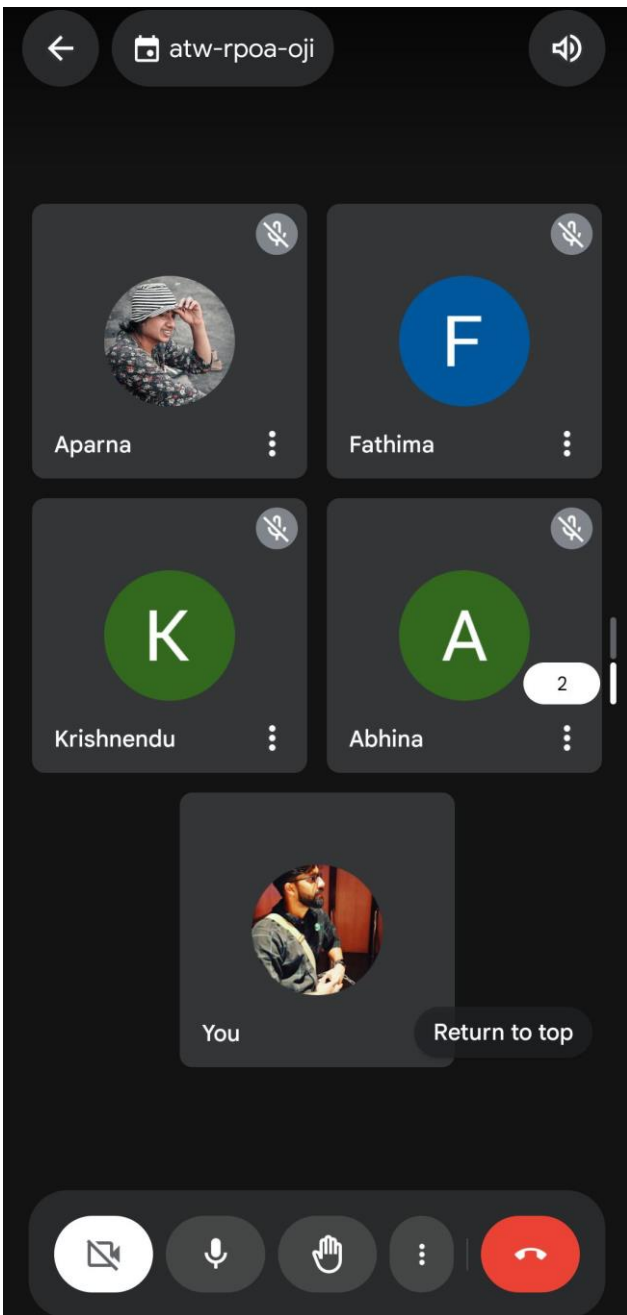 atw-rpoa-oji
Aparna
F
Fathima
K
Krishnendu
A
2
Abhina
You
Return to top